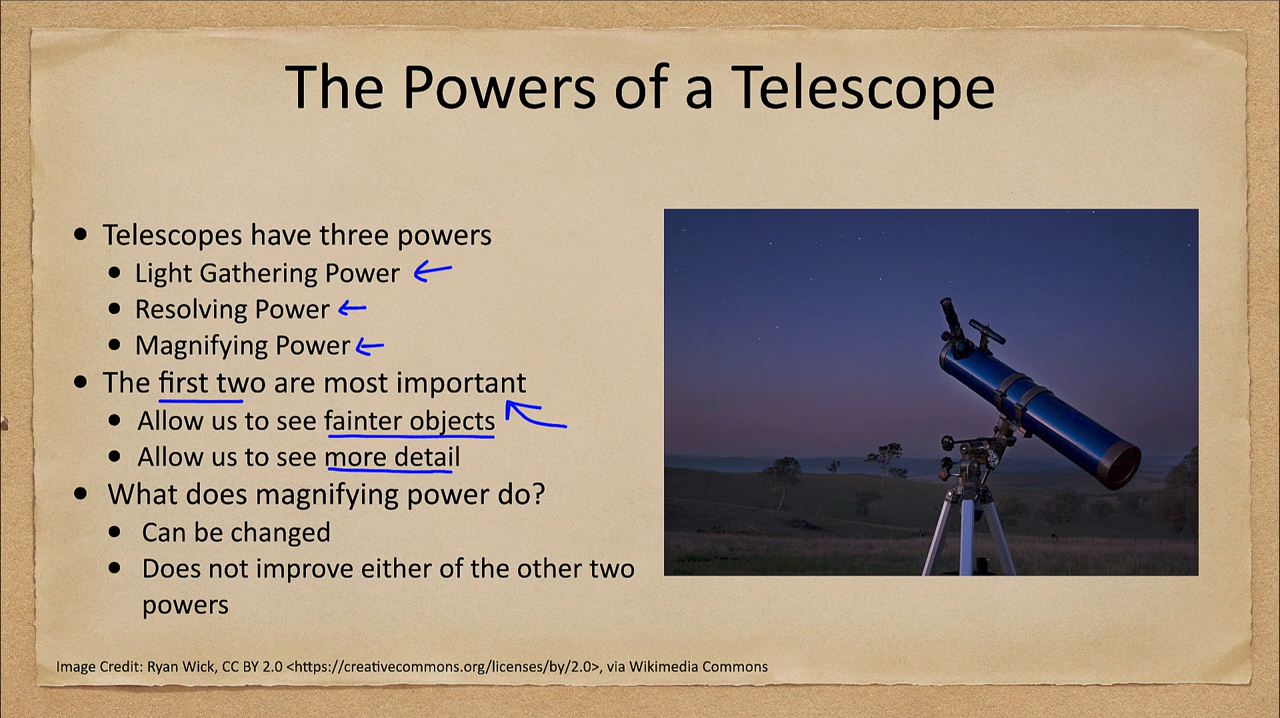 The Powers of a Telescope
• Telescopes have three powers
• Light Gathering Power
• Resolving Power
• Magnifying Power
• The first two are most important
• Allow us to see fainter objects
• Allow us to see more detail
• What does magnifying power do?
• Can be changed
• Does not improve either of the other two
powers
Image Credit: Ryan Wick, CC BY 2.0 <https://creativecommons.org/licenses/by/2.0>, via Wikimedia Commons